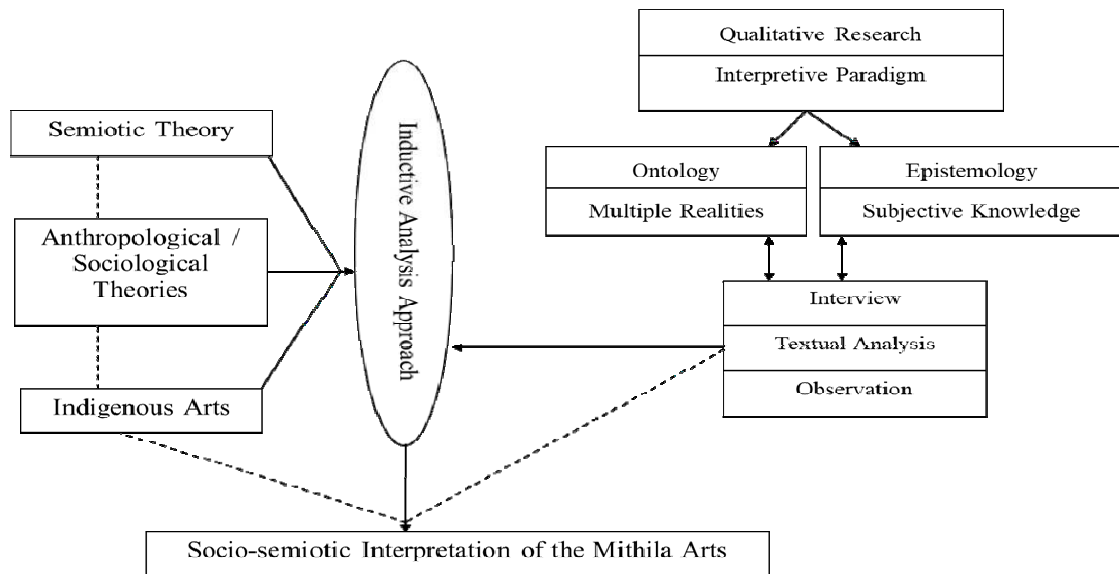 Qualitative Research
Interpretive Paradigm
Semiotic Theory
Ontology
Multiple Realities
Epistemology
Subjective Knowledge
Anthropological /
Sociological
Theories
Inductive Analysis Approach
Interview
Textual Analysis
Observation
Indigenous Arts
Socio-semiotic Interpretation of the Mithila Arts